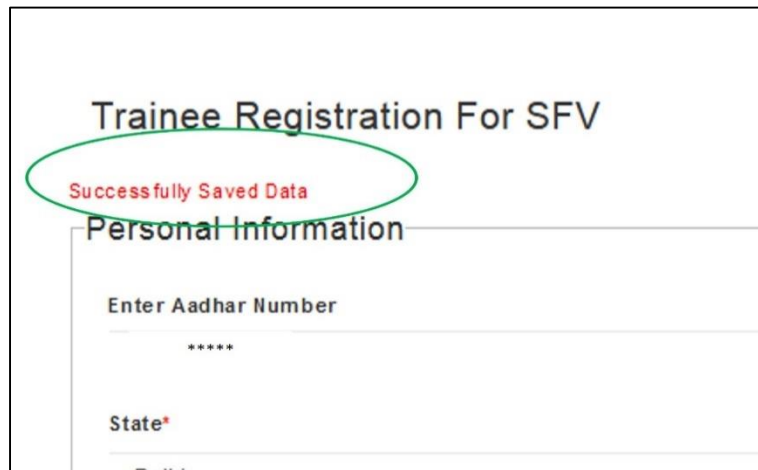 Trainee Registration For SFV
Successfully Saved Data
Personal Information
Enter Aadhar Number
*****
State*